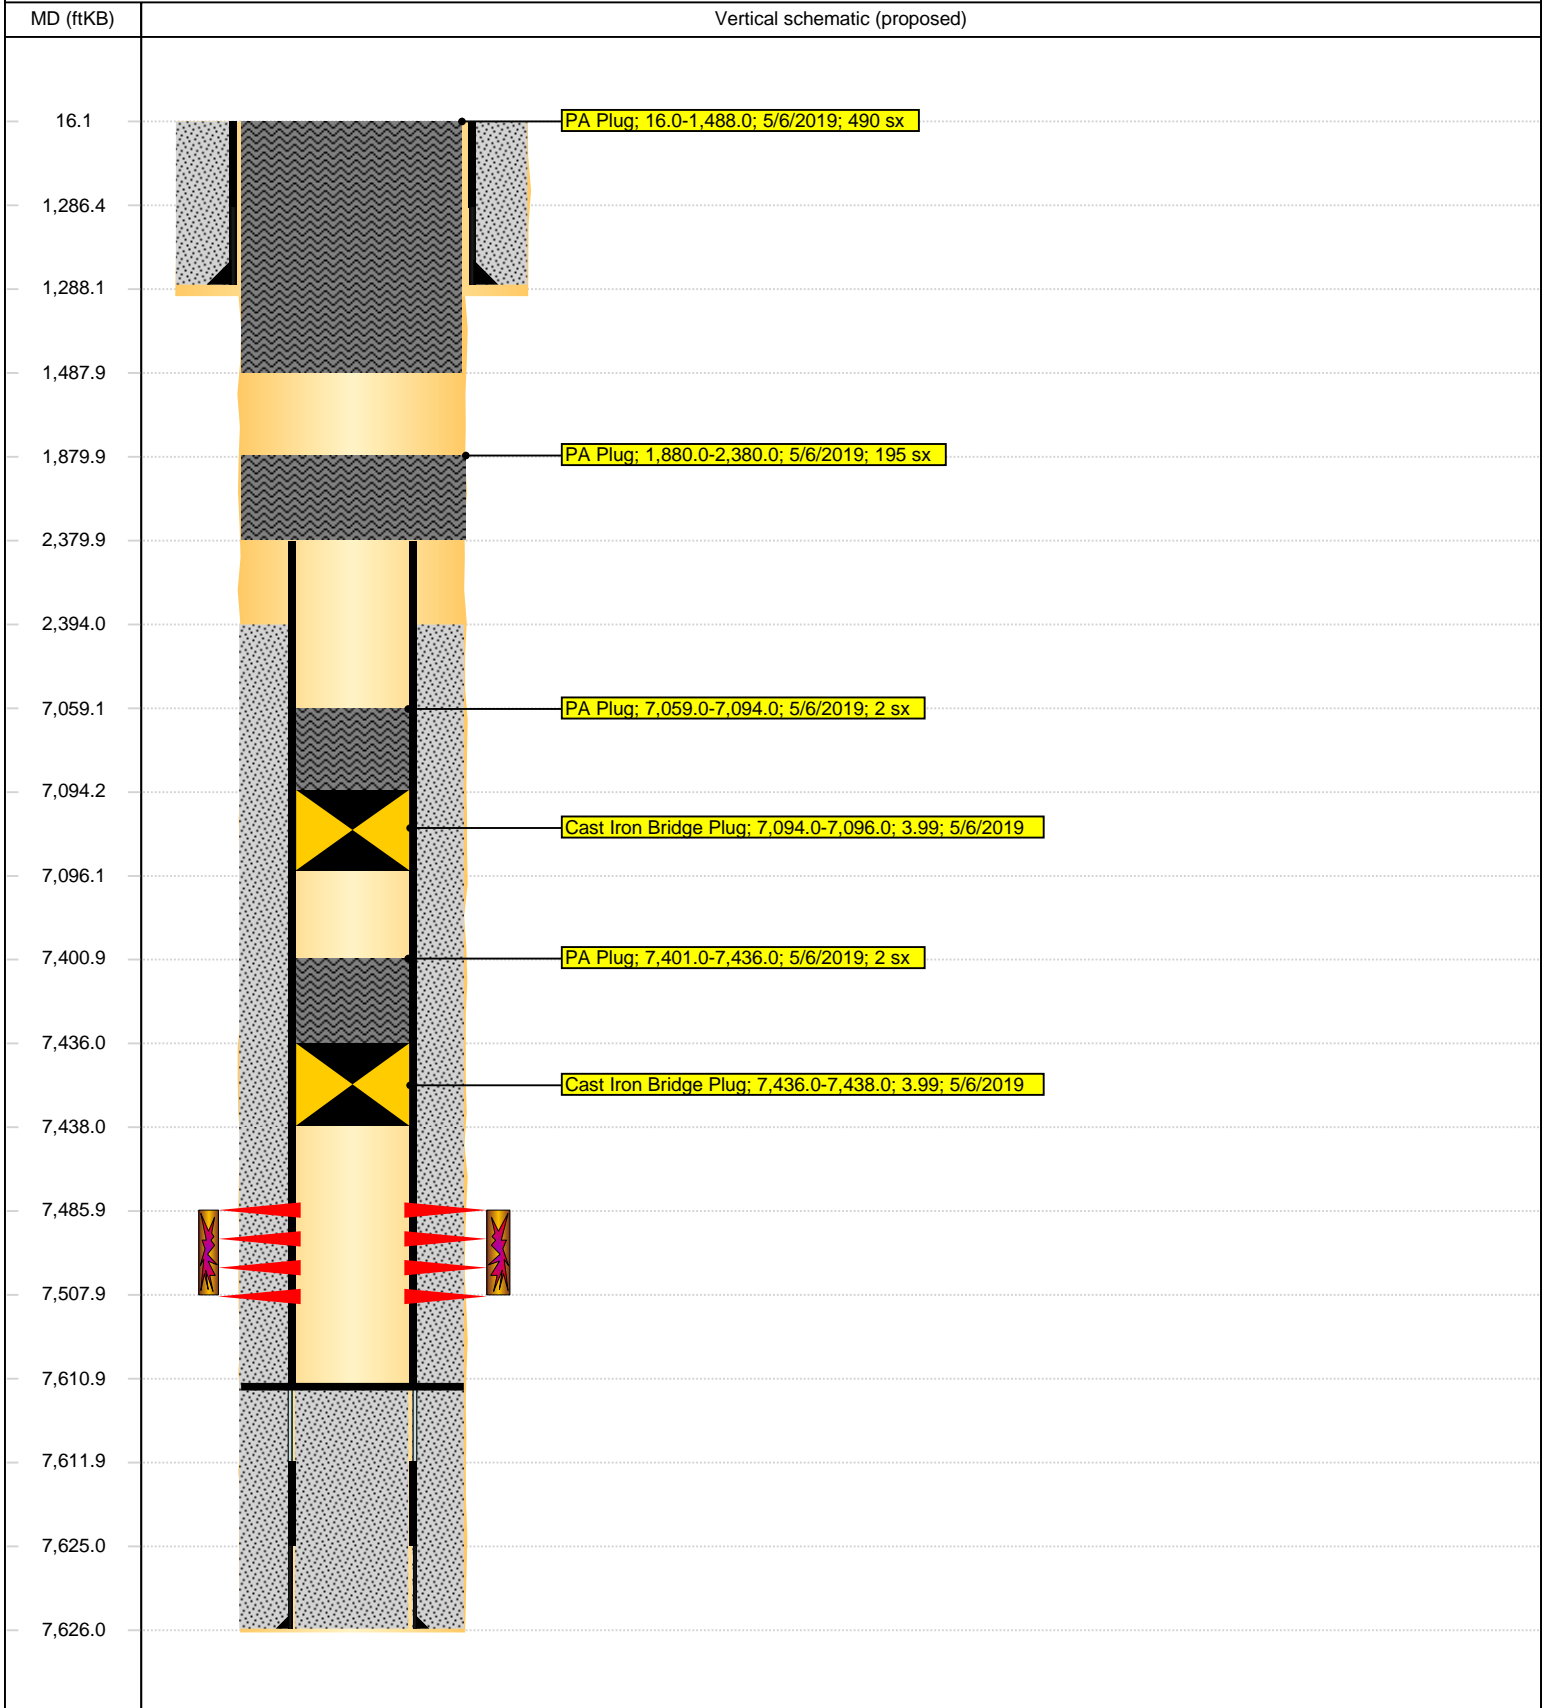 MD (ftKB) Vertical schematic (proposed)
16.1 PA Plug; 16.0-1,488.0; 5/6/2019; 490 sx
1,286.4
1,288.1
1,487.9
1,879.9 PA Plug; 1,880.0-2,380.0; 5/6/2019; 195 sx
2,379.9
2,394.0
7,059.1 PA Plug; 7,059.0-7,094.0; 5/6/2019; 2 sx
7,094.2
Cast Iron Bridge Plug; 7,094.0-7,096.0; 3.99; 5/6/2019
7,096.1
7,400.9 PA Plug; 7,401.0-7,436.0; 5/6/2019; 2 sx
7,436.0
Cast Iron Bridge Plug; 7,436.0-7,438.0; 3.99; 5/6/2019
7,438.0
7,485.9
7,507.9
7,610.9
7,611.9
7,625.0
7,626.0